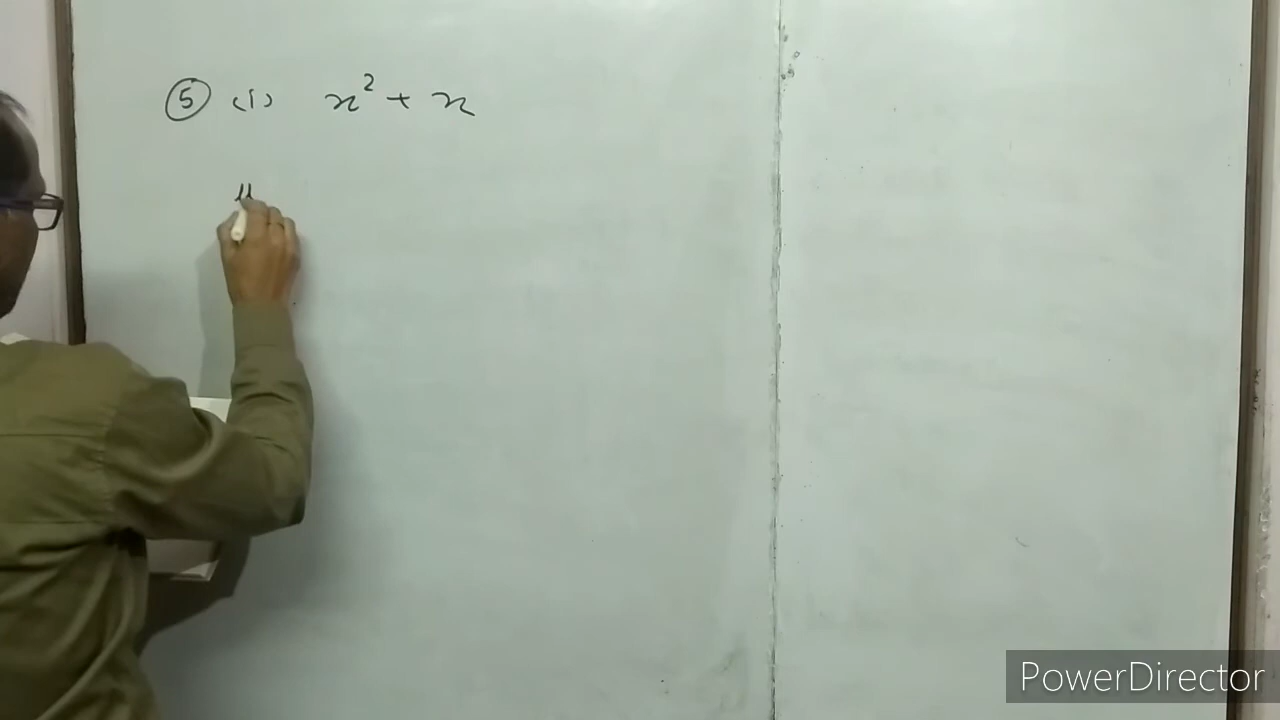 ⑤ (i) x² + x
PowerDirector